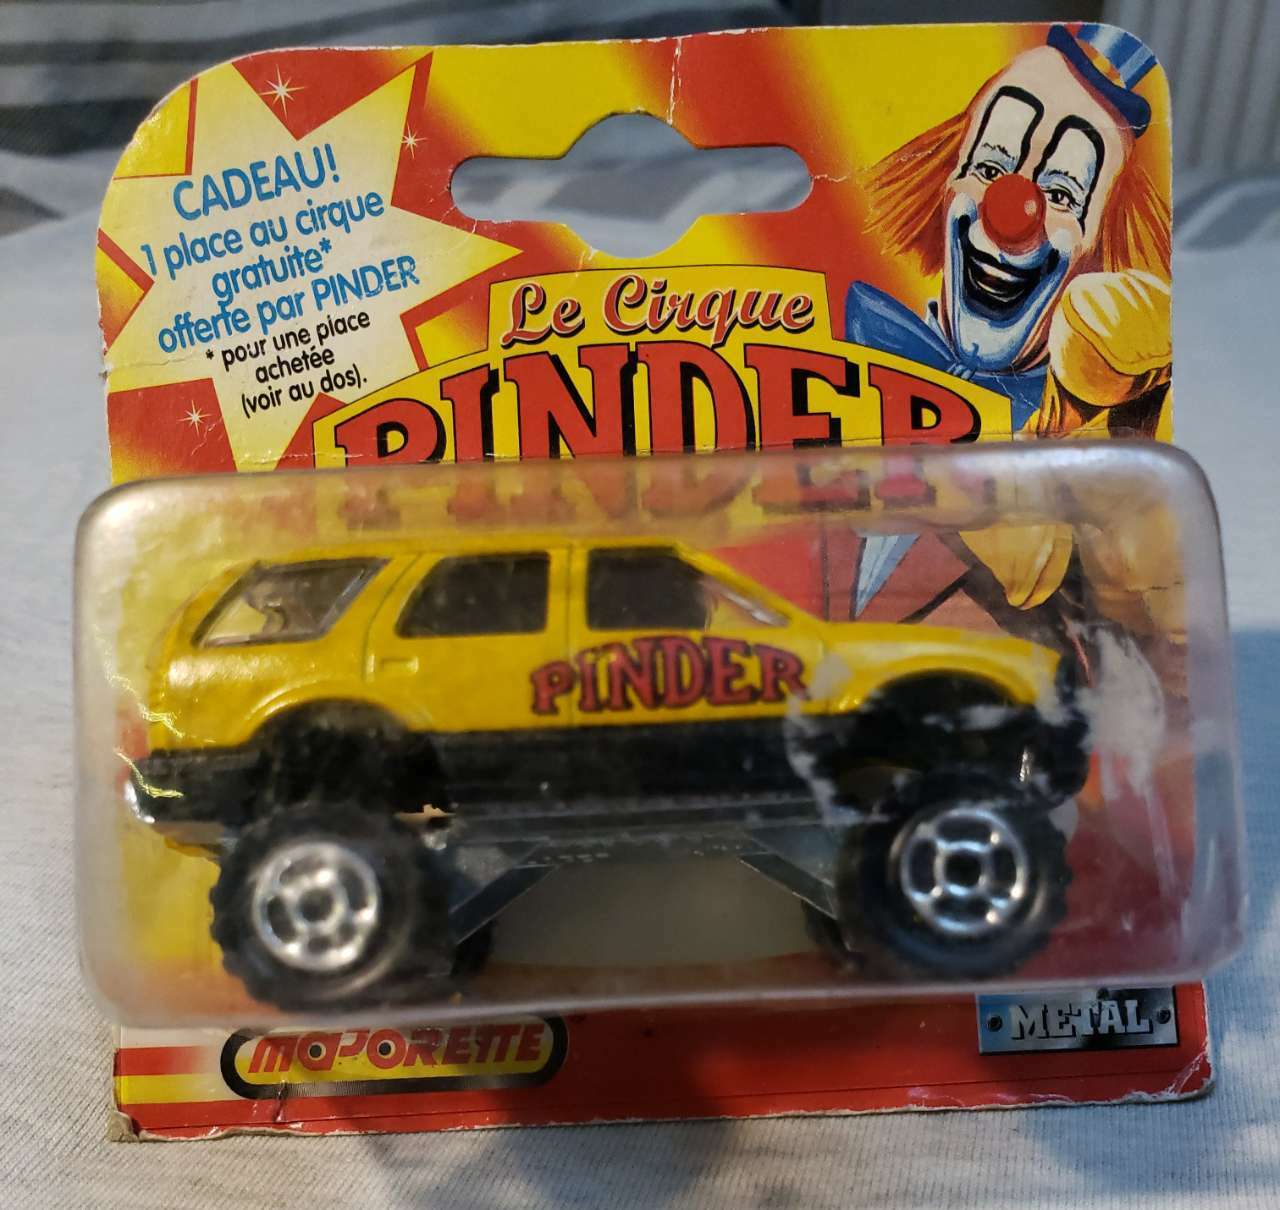 CADEAU!
1 place au cirque
gratuite*
offerte par PINDER
* pour une place
achetée
(voir au dos).
Le Cirque
PINDER
PINDER
MAJORETTE
METAL